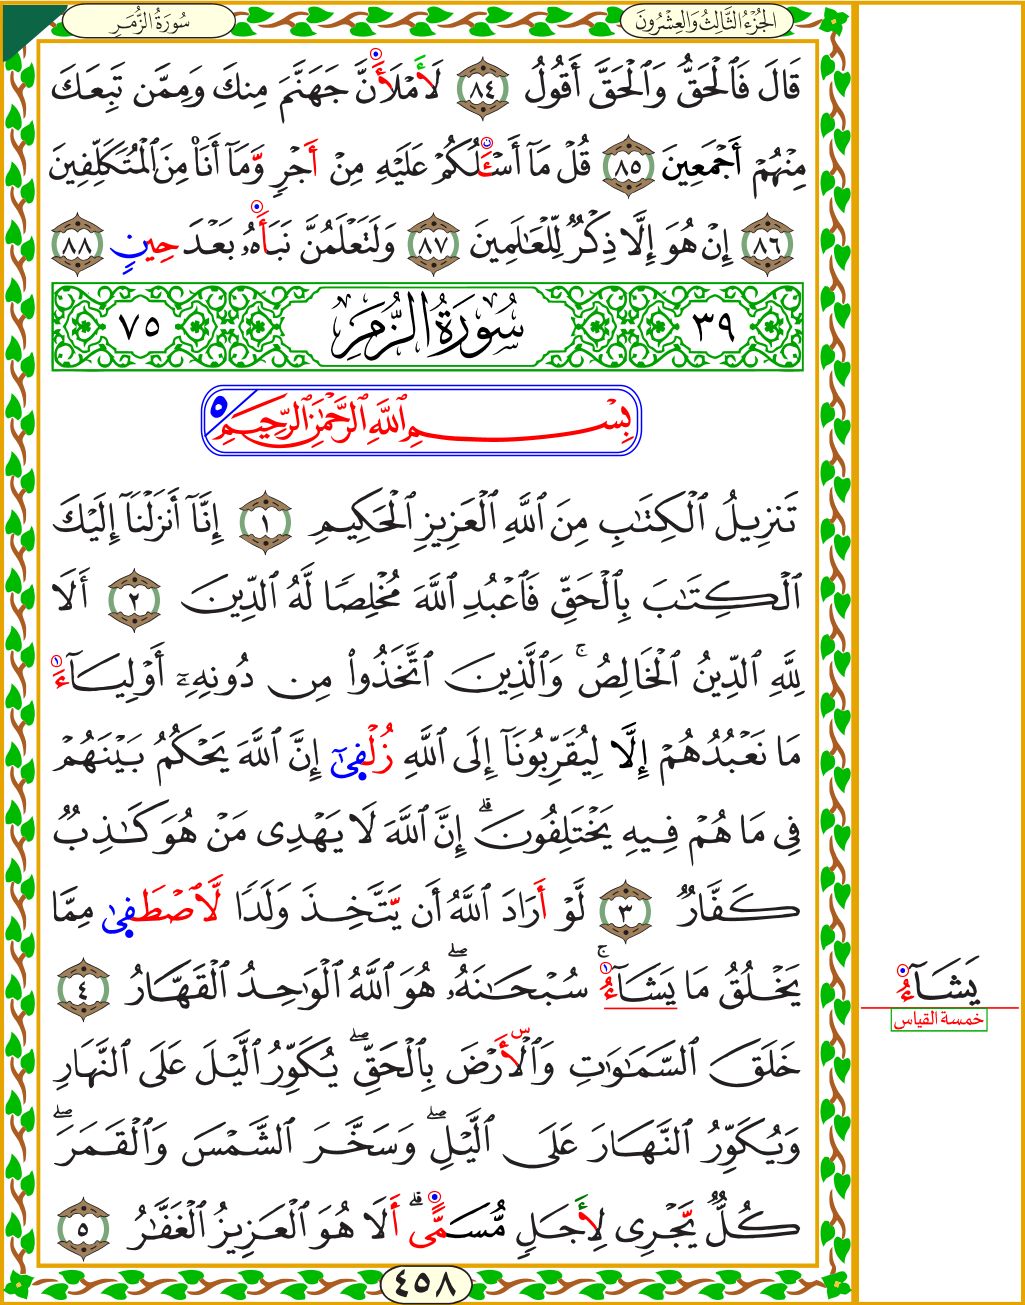 سُورَةُ الزُّمَرِ
الجُزْءُ الثَّالِثُ وَالعِشْرُونَ
قَالَ فَٱلْحَقُّ وَٱلْحَقَّ أَقُولُ ٨٤ لَأَمْلَأَنَّ جَهَنَّمَ مِنكَ وَمِمَّن تَبِعَكَ
مِنْهُمْ أَجْمَعِينَ ٨٥ قُلْ مَآ أَسْـَٔلُكُمْ عَلَيْهِ مِنْ أَجْرٍ وَّمَآ أَنَا۠ مِنَ ٱلْمُتَكَلِّفِينَ
٨٦ إِنْ هُوَ إِلَّا ذِكْرٌ لِّلْعَـٰلَمِينَ ٨٧ وَلَتَعْلَمُنَّ نَبَأَهُۥ بَعْدَ حِينٍ ٨٨
٣٩ سُورَةُ الزُّمَرِ ٧٥
بِسْمِ ٱللَّهِ ٱلرَّحْمَـٰنِ ٱلرَّحِيمِ ٥
تَنزِيلُ ٱلْكِتَـٰبِ مِنَ ٱللَّهِ ٱلْعَزِيزِ ٱلْحَكِيمِ ١ إِنَّآ أَنزَلْنَآ إِلَيْكَ
ٱلْكِتَـٰبَ بِٱلْحَقِّ فَٱعْبُدِ ٱللَّهَ مُخْلِصًا لَّهُ ٱلدِّينَ ٢ أَلَا
لِلَّهِ ٱلدِّينُ ٱلْخَالِصُ ۚ وَٱلَّذِينَ ٱتَّخَذُوا۟ مِن دُونِهِۦٓ أَوْلِيَآءَ ١
مَا نَعْبُدُهُمْ إِلَّا لِيُقَرِّبُونَآ إِلَى ٱللَّهِ زُلْفِىٰٓ إِنَّ ٱللَّهَ يَحْكُمُ بَيْنَهُمْ
فِى مَا هُمْ فِيهِ يَخْتَلِفُونَ ۗ إِنَّ ٱللَّهَ لَا يَهْدِى مَنْ هُوَ كَـٰذِبٌ
كَفَّارٌ ٣ لَّوْ أَرَادَ ٱللَّهُ أَن يَّتَّخِذَ وَلَدًا لَّٱصْطَفِىٰ مِمَّا
يَخْلُقُ مَا يَشَآءُ ۚ سُبْحَـٰنَهُۥ ۖ هُوَ ٱللَّهُ ٱلْوَٰحِدُ ٱلْقَهَّارُ ٤
يَشَآءُ
خمسة القياس
خَلَقَ ٱلسَّمَـٰوَٰتِ وَٱلْأَرْضَ بِٱلْحَقِّ ۖ يُكَوِّرُ ٱلَّيْلَ عَلَى ٱلنَّهَارِ
وَيُكَوِّرُ ٱلنَّهَارَ عَلَى ٱلَّيْلِ ۖ وَسَخَّرَ ٱلشَّمْسَ وَٱلْقَمَرَ ۖ
كُلٌّ يَّجْرِى لِأَجَلٍ مُّسَمًّى ۗ أَلَا هُوَ ٱلْعَزِيزُ ٱلْغَفَّـٰرُ ٥
٤٥٨